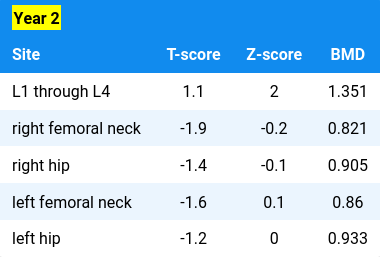 Year 2
Site T-score Z-score BMD
L1 through L4 1.1 2 1.351
right femoral neck -1.9 -0.2 0.821
right hip -1.4 -0.1 0.905
left femoral neck -1.6 0.1 0.86
left hip -1.2 0 0.933